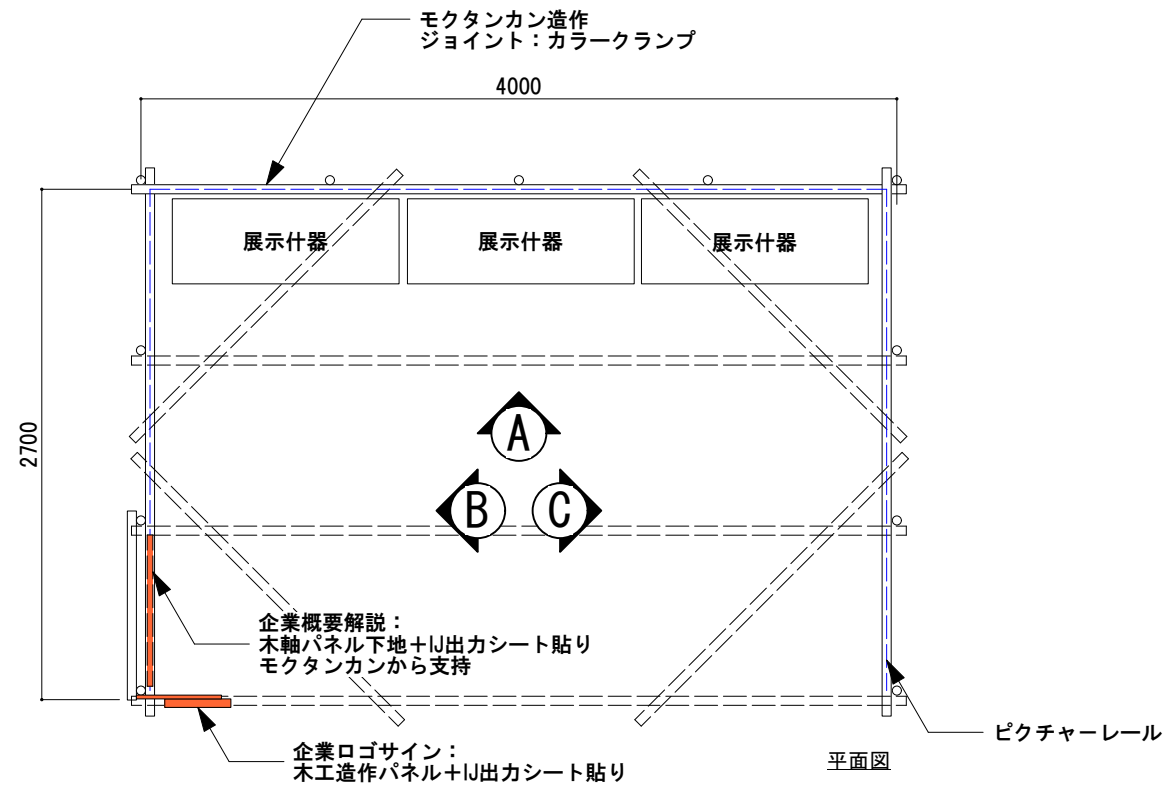 モクタンカン造作
ジョイント：カラークランプ
4000
展示什器
展示什器
展示什器
2700
A
B
C
企業概要解説：
木軸パネル下地+IJ出力シート貼り
モクタンカンから支持
企業ロゴサイン：
木工造作パネル+IJ出力シート貼り
ピクチャーレール
平面図